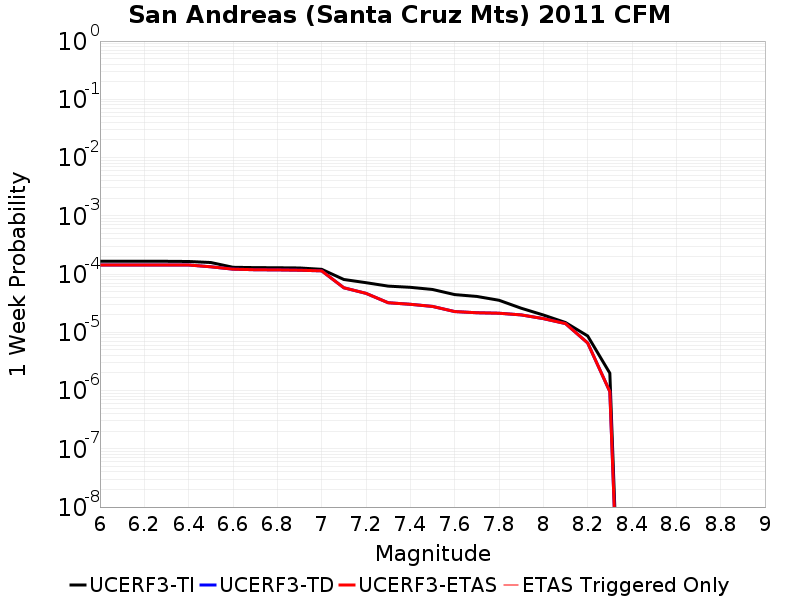 San Andreas (Santa Cruz Mts) 2011 CFM
1 Week Probability
10^0
10^-1
10^-2
10^-3
10^-4
10^-5
10^-6
10^-7
10^-8
6 6.2 6.4 6.6 6.8 7 7.2 7.4 7.6 7.8 8 8.2 8.4 8.6 8.8 9
Magnitude
UCERF3-TI UCERF3-TD UCERF3-ETAS ETAS Triggered Only